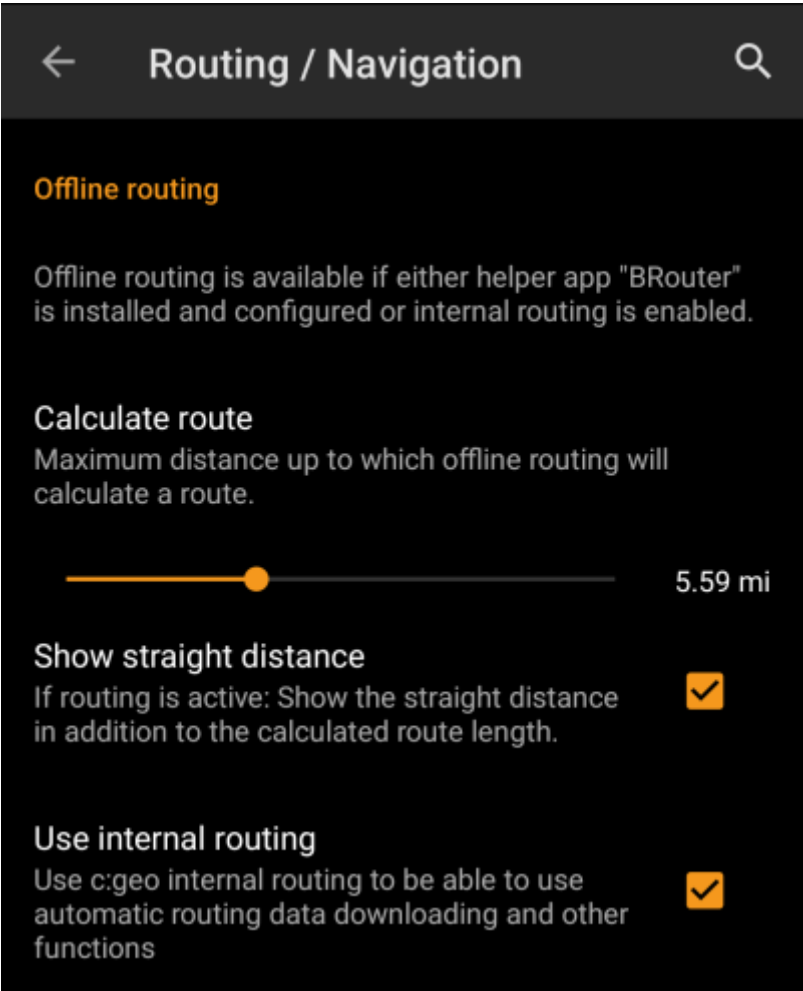 Routing / Navigation
Offline routing
Offline routing is available if either helper app "BRouter"
is installed and configured or internal routing is enabled.
Calculate route
Maximum distance up to which offline routing will
calculate a route.
5.59 mi
Show straight distance
If routing is active: Show the straight distance
in addition to the calculated route length.
Use internal routing
Use c:geo internal routing to be able to use
automatic routing data downloading and other
functions